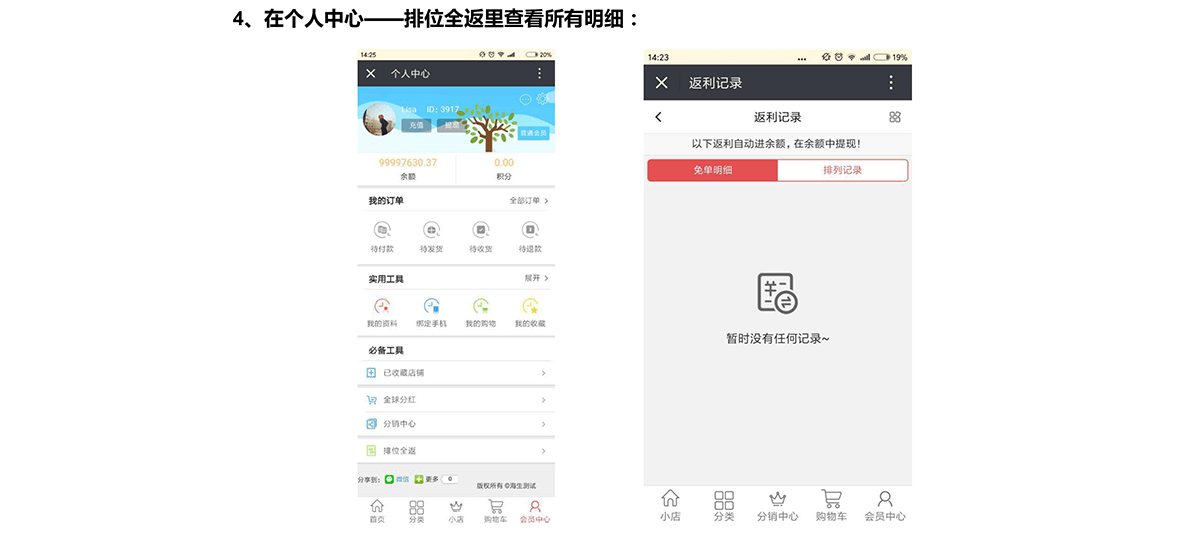 4、在个人中心——排位全返里查看所有明细：
14:25
20%
个人中心
Lisa ID: 3917
充值
提现
普通会员
99997630.37
0.00
余额
积分
我的订单
全部订单
待付款
待发货
待收货
待退款
实用工具
展开
我的资料
绑定手机
我的购物
我的收藏
必备工具
已收藏店铺
全球分红
分销中心
排位全返
分享到： 微信 更多 0
版权所有 @海生测试
首页
分类
小店
购物车
会员中心
14:23
19%
返利记录
返利记录
以下返利自动进余额，在余额中提现！
免单明细
排列记录
暂时没有任何记录~
小店
分类
分销中心
购物车
会员中心